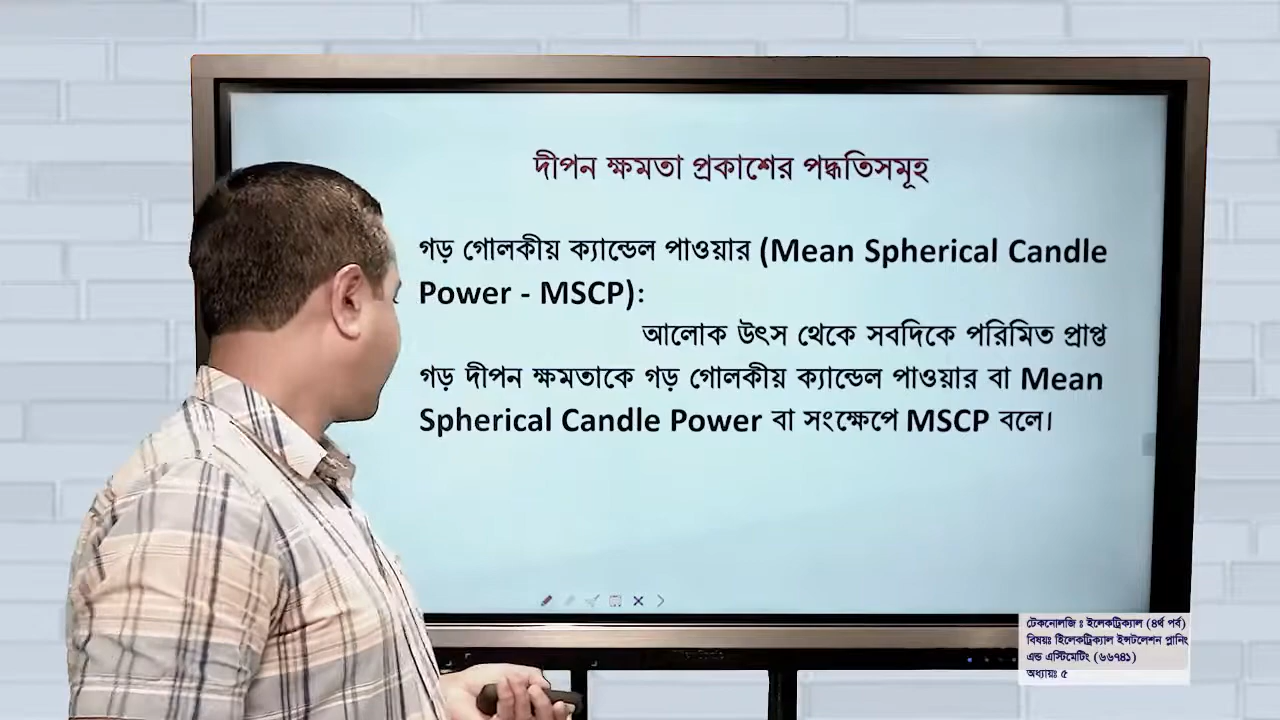 দীপন ক্ষমতা প্রকাশের পদ্ধতিসমূহ
গড় গোলকীয় ক্যান্ডেল পাওয়ার (Mean Spherical Candle
Power - MSCP):
আলোক উৎস থেকে সবদিকে পরিমিত প্রাপ্ত
গড় দীপন ক্ষমতাকে গড় গোলকীয় ক্যান্ডেল পাওয়ার বা Mean
Spherical Candle Power বা সংক্ষেপে MSCP বলে।
টেকনোলজি ঃ ইলেকট্রিক্যাল (৪র্থ পর্ব)
বিষয়ঃ ইলেকট্রিক্যাল ইন্সটলেশন প্লানিং
এন্ড এস্টিমেটিং (৬৬৭৪১)
অধ্যায়ঃ ৫